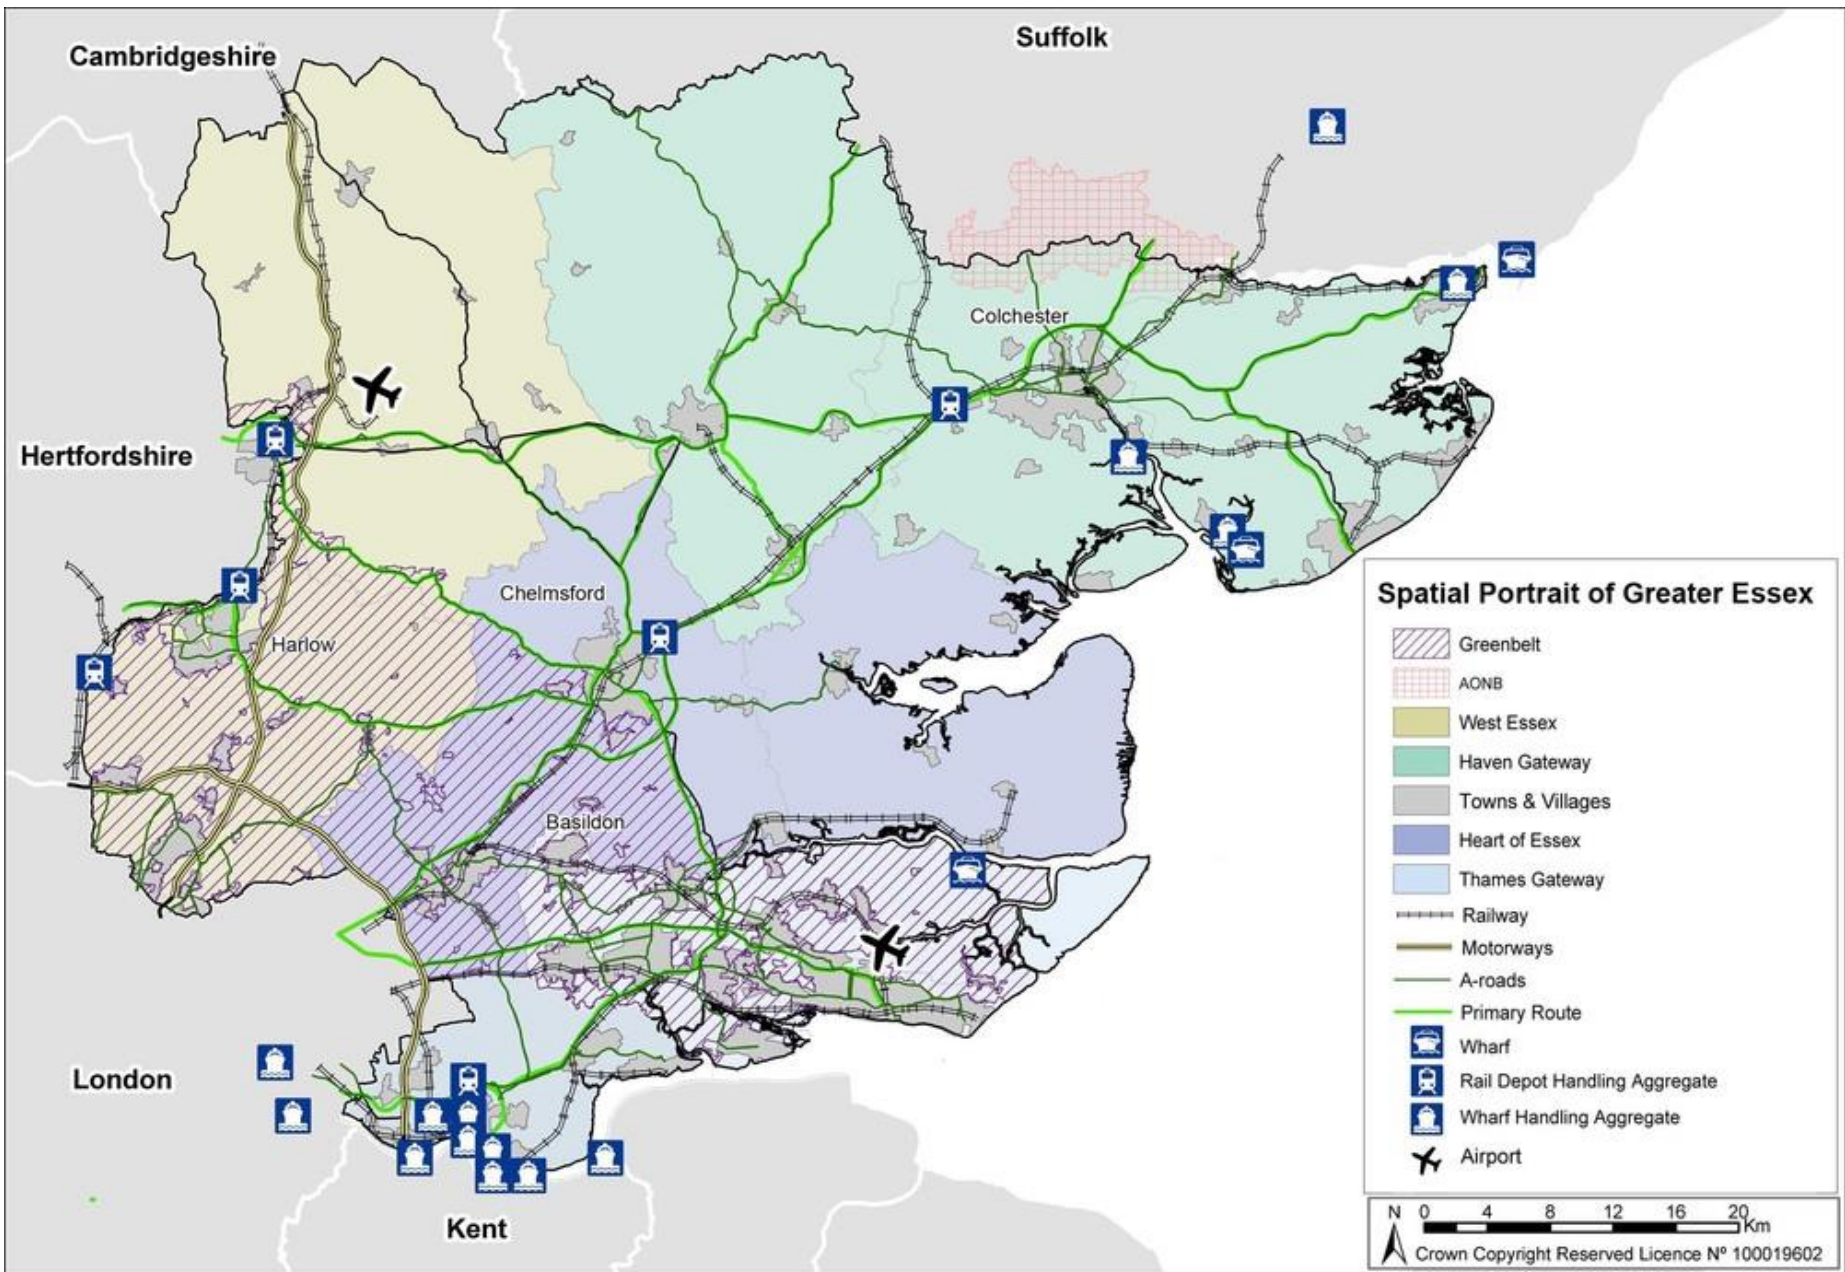 Suffolk
Cambridgeshire
Colchester
Hertfordshire
Chelmsford
Harlow
Basildon
London
Kent
Spatial Portrait of Greater Essex
Greenbelt
AONB
West Essex
Haven Gateway
Towns & Villages
Heart of Essex
Thames Gateway
Railway
Motorways
A-roads
Primary Route
Wharf
Rail Depot Handling Aggregate
Wharf Handling Aggregate
Airport
N 0 4 8 12 16 20
Km
Crown Copyright Reserved Licence Nº 100019602